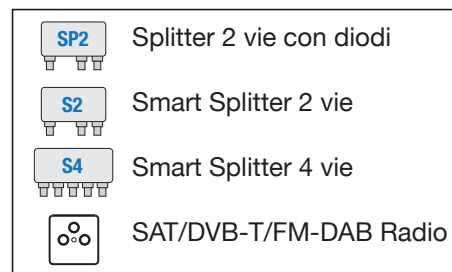 SP2 Splitter 2 vie con diodi
S2 Smart Splitter 2 vie
S4 Smart Splitter 4 vie
SAT/DVB-T/FM-DAB Radio